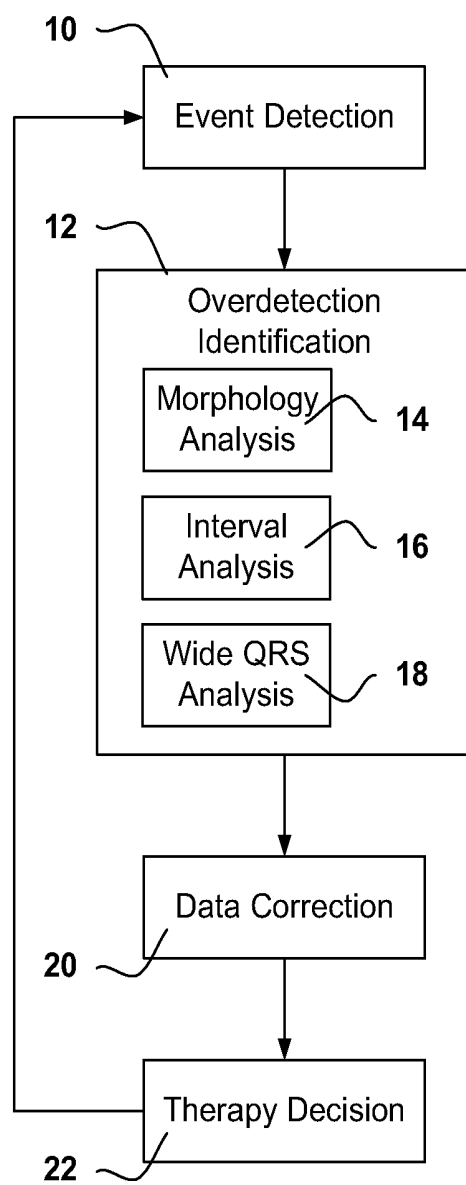 10
Event Detection
12
Overdetection
Identification
Morphology
Analysis
14
Interval
Analysis
16
Wide QRS
Analysis
18
Data Correction
20
Therapy Decision
22